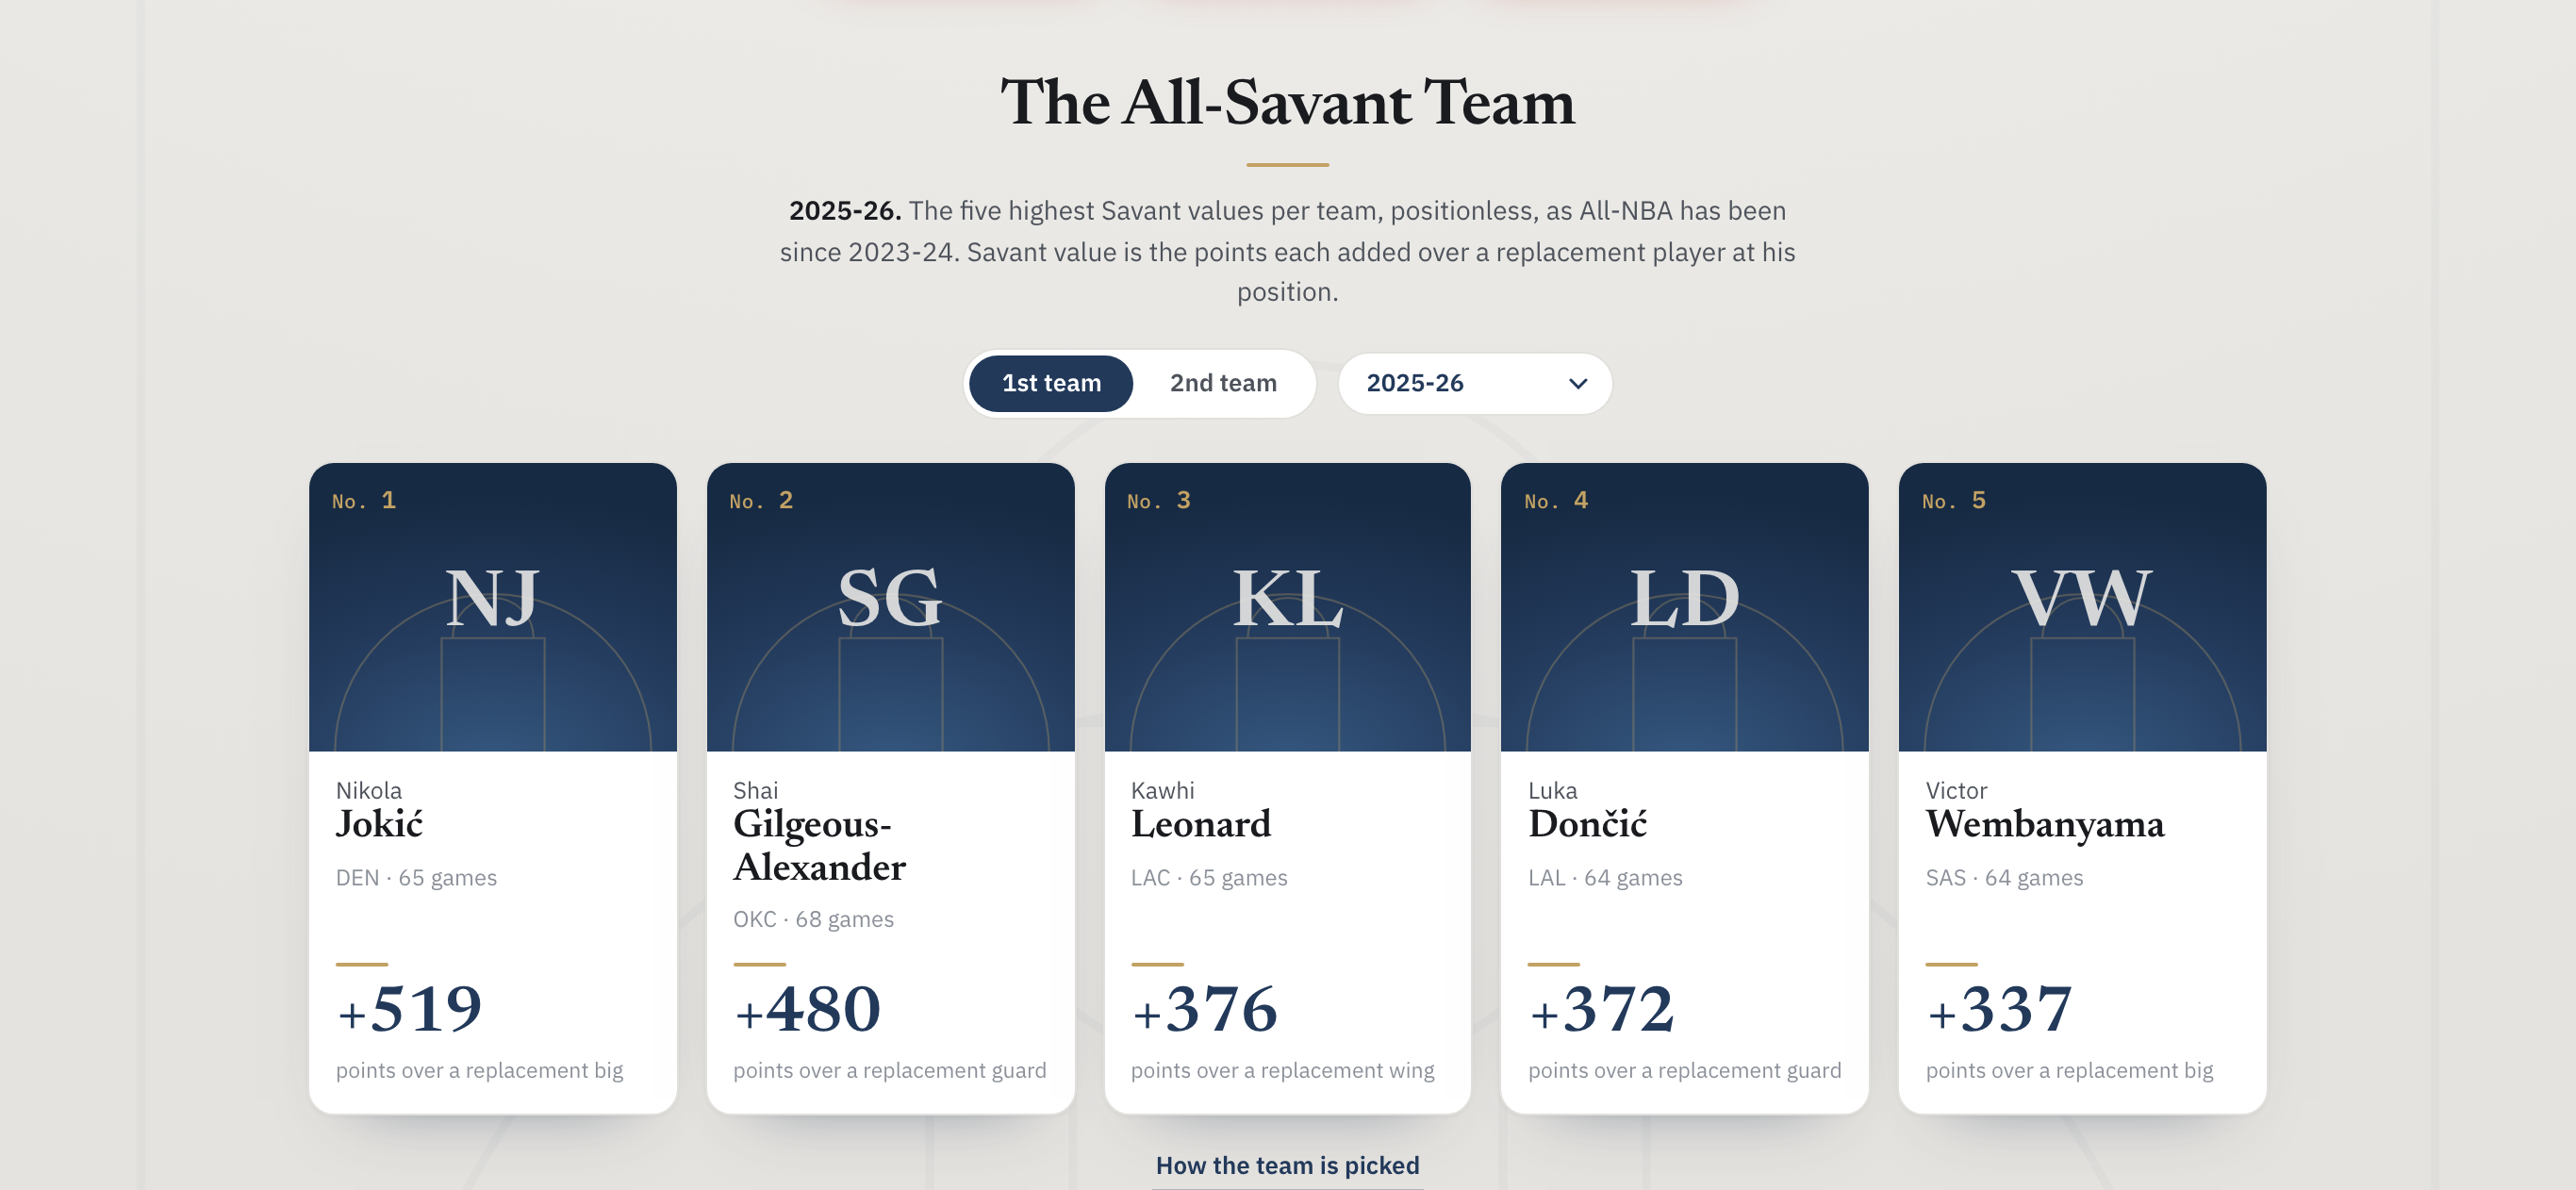 The All-Savant Team
2025-26. The five highest Savant values per team, positionless, as All-NBA has been
since 2023-24. Savant value is the points each added over a replacement player at his
position.
1st team
2nd team
2025-26
No. 1
NJ
Nikola
Jokić
DEN · 65 games
+519
points over a replacement big
No. 2
SG
Shai
Gilgeous-
Alexander
OKC · 68 games
+480
points over a replacement guard
No. 3
KL
Kawhi
Leonard
LAC · 65 games
+376
points over a replacement wing
No. 4
LD
Luka
Dončić
LAL · 64 games
+372
points over a replacement guard
No. 5
VW
Victor
Wembanyama
SAS · 64 games
+337
points over a replacement big
How the team is picked